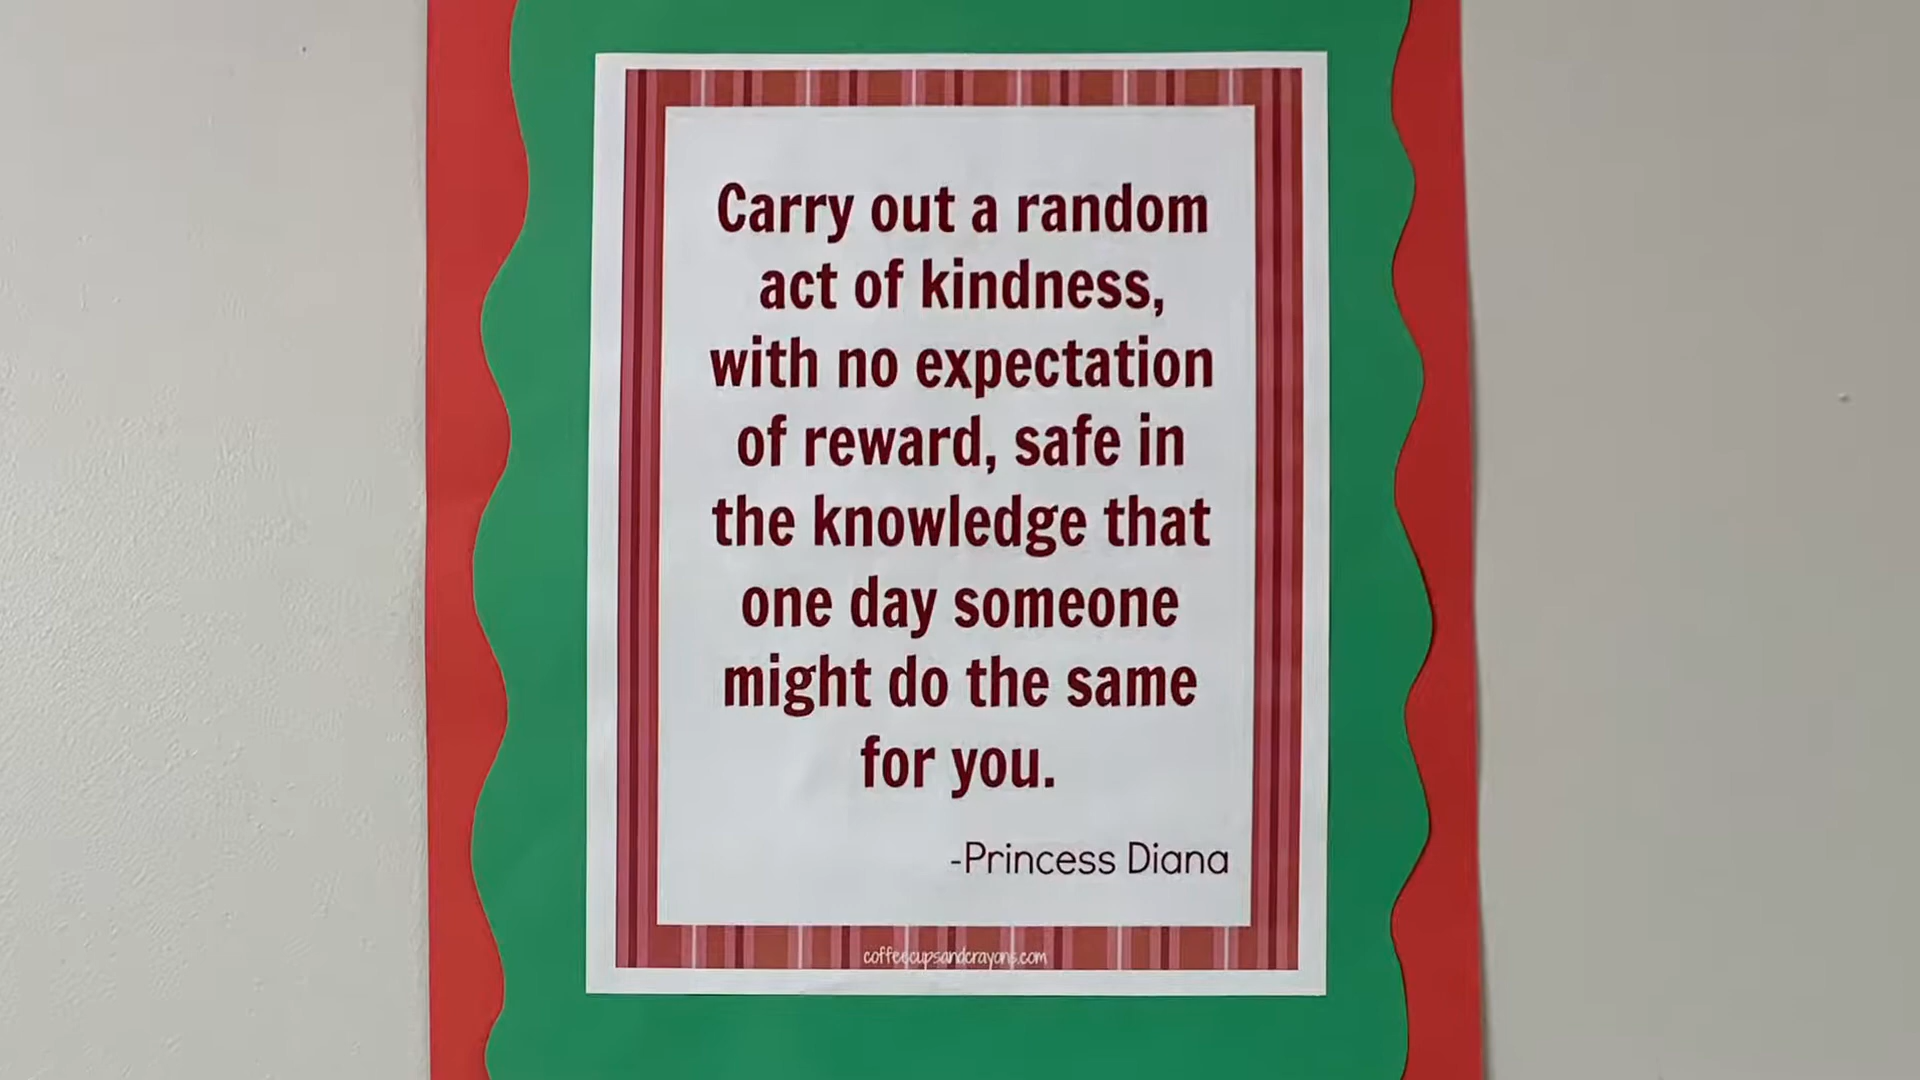 Carry out a random
act of kindness,
with no expectation
of reward, safe in
the knowledge that
one day someone
might do the same
for you.
-Princess Diana
coffeecupsandcrayons.com